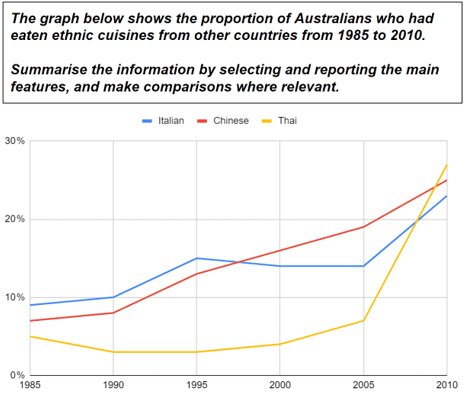 The graph below shows the proportion of Australians who had
eaten ethnic cuisines from other countries from 1985 to 2010.
Summarise the information by selecting and reporting the main
features, and make comparisons where relevant.
Italian Chinese Thai
30%
20%
10%
0%
1985 1990 1995 2000 2005 2010